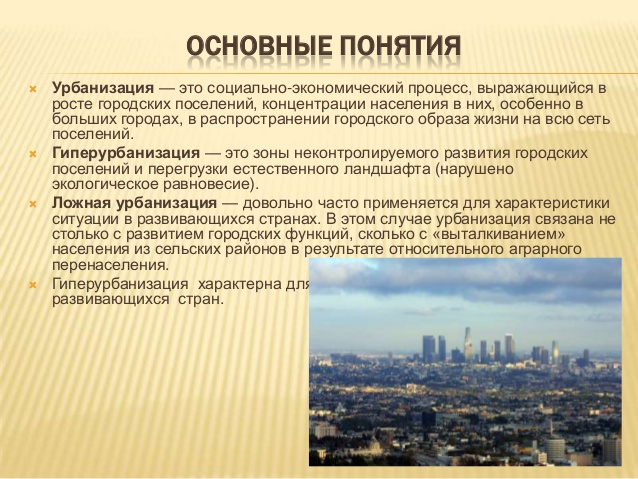 ОСНОВНЫЕ ПОНЯТИЯ
Урбанизация — это социально-экономический процесс, выражающийся в
росте городских поселений, концентрации населения в них, особенно в
больших городах, в распространении городского образа жизни на всю сеть
поселений.
Гиперурбанизация — это зоны неконтролируемого развития городских
поселений и перегрузки естественного ландшафта (нарушено
экологическое равновесие).
Ложная урбанизация — довольно часто применяется для характеристики
ситуации в развивающихся странах. В этом случае урбанизация связана не
столько с развитием городских функций, сколько с «выталкиванием»
населения из сельских районов в результате относительного аграрного
перенаселения.
Гиперурбанизация характерна для
развивающихся стран.